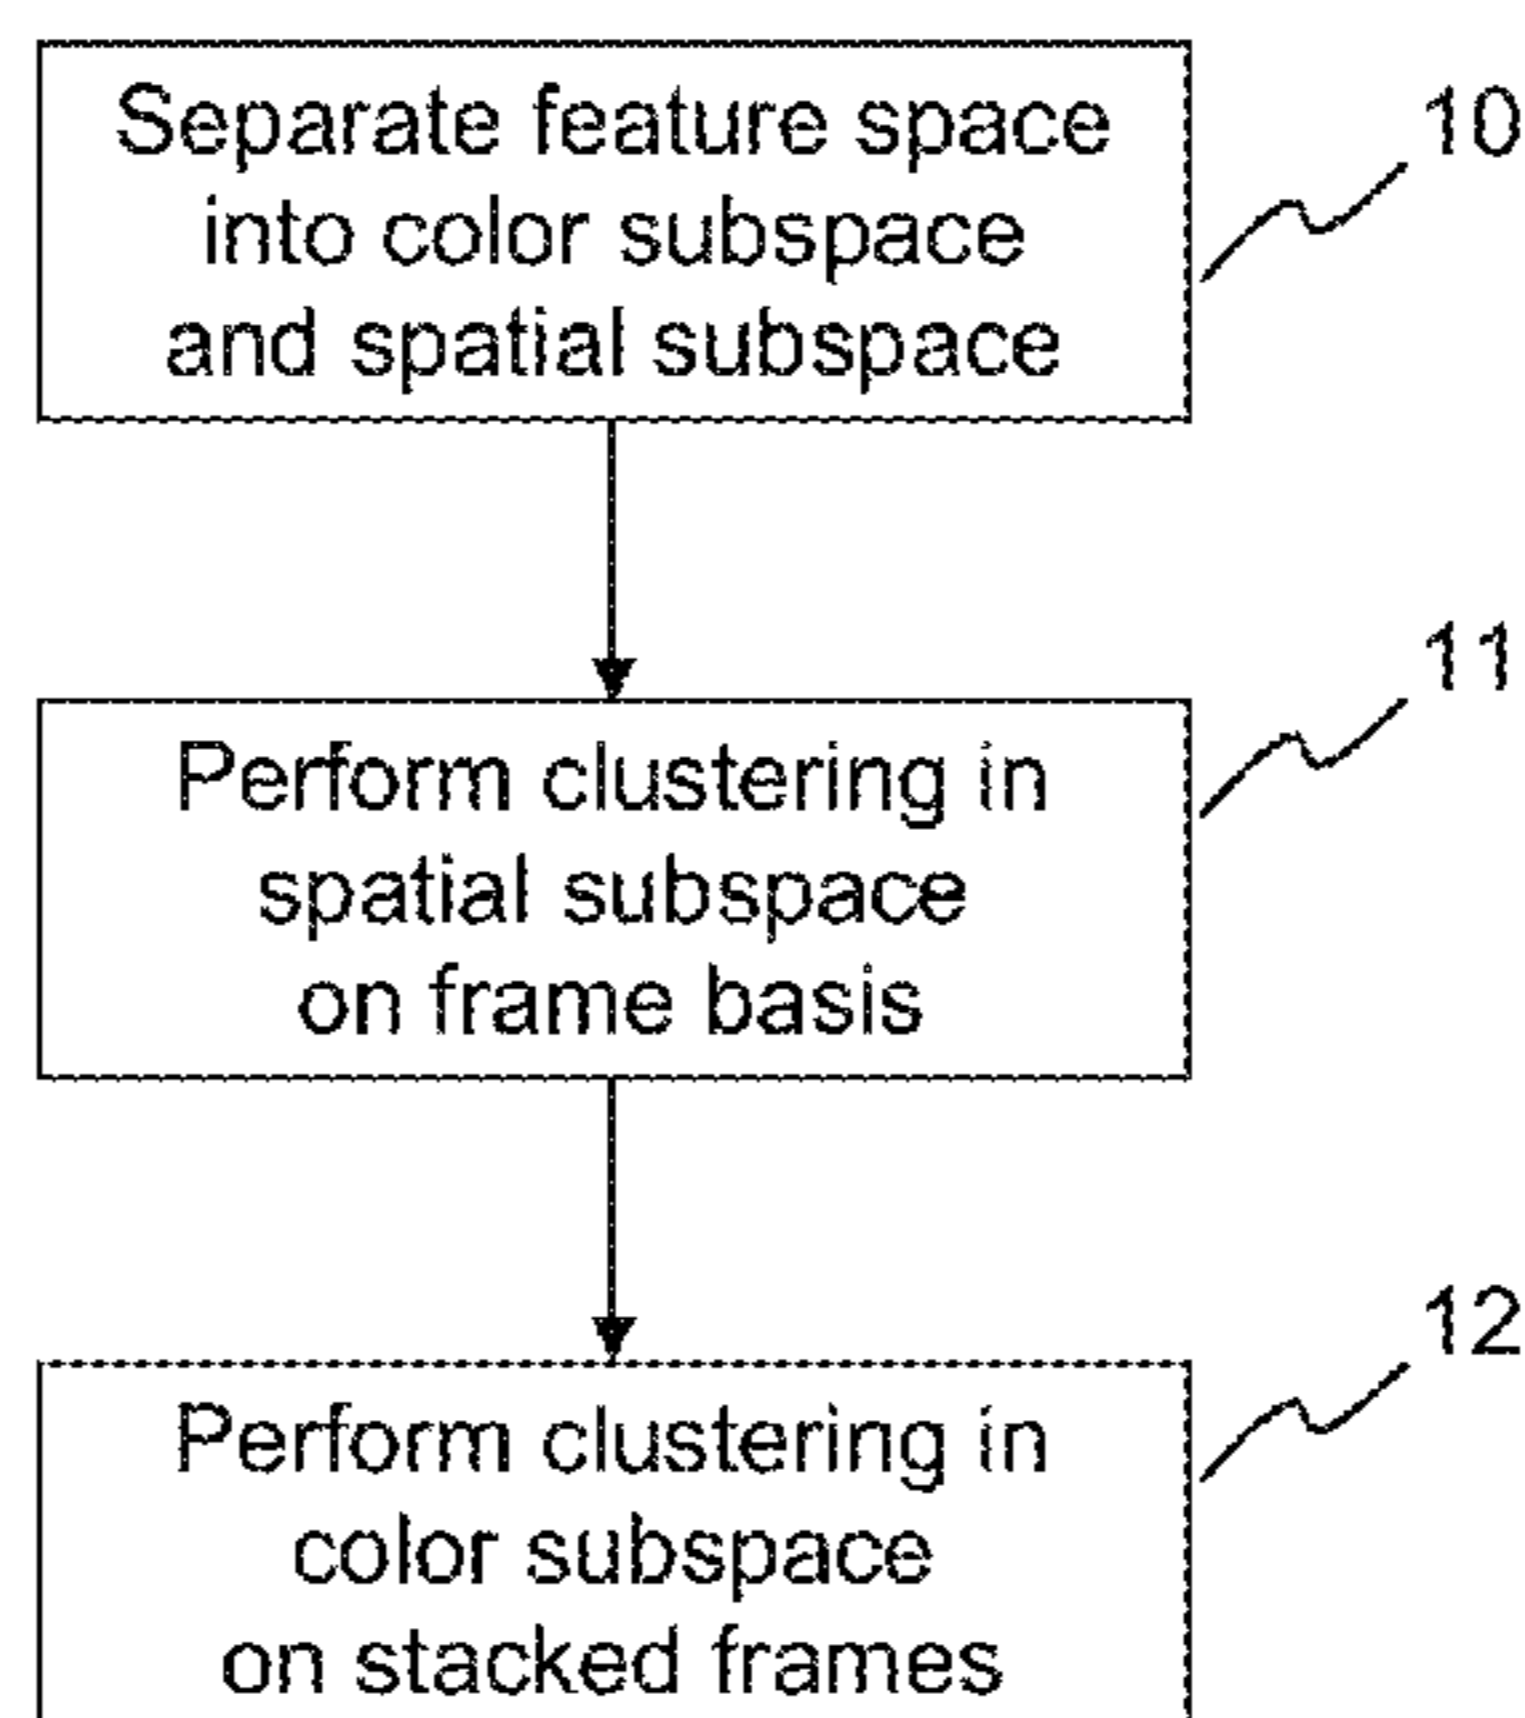 Separate feature space
into color subspace
and spatial subspace
10
Perform clustering in
spatial subspace
on frame basis
11
Perform clustering in
color subspace
on stacked frames
12